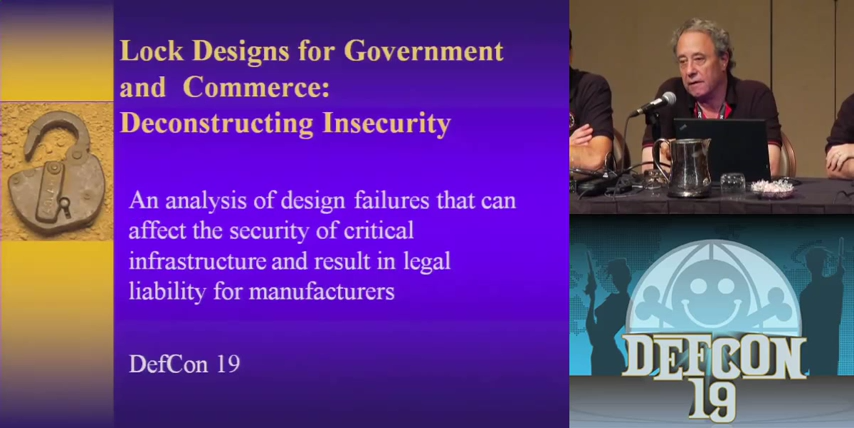 Lock Designs for Government
and Commerce:
Deconstructing Insecurity
An analysis of design failures that can
affect the security of critical
infrastructure and result in legal
liability for manufacturers
DefCon 19
DEFCON
19